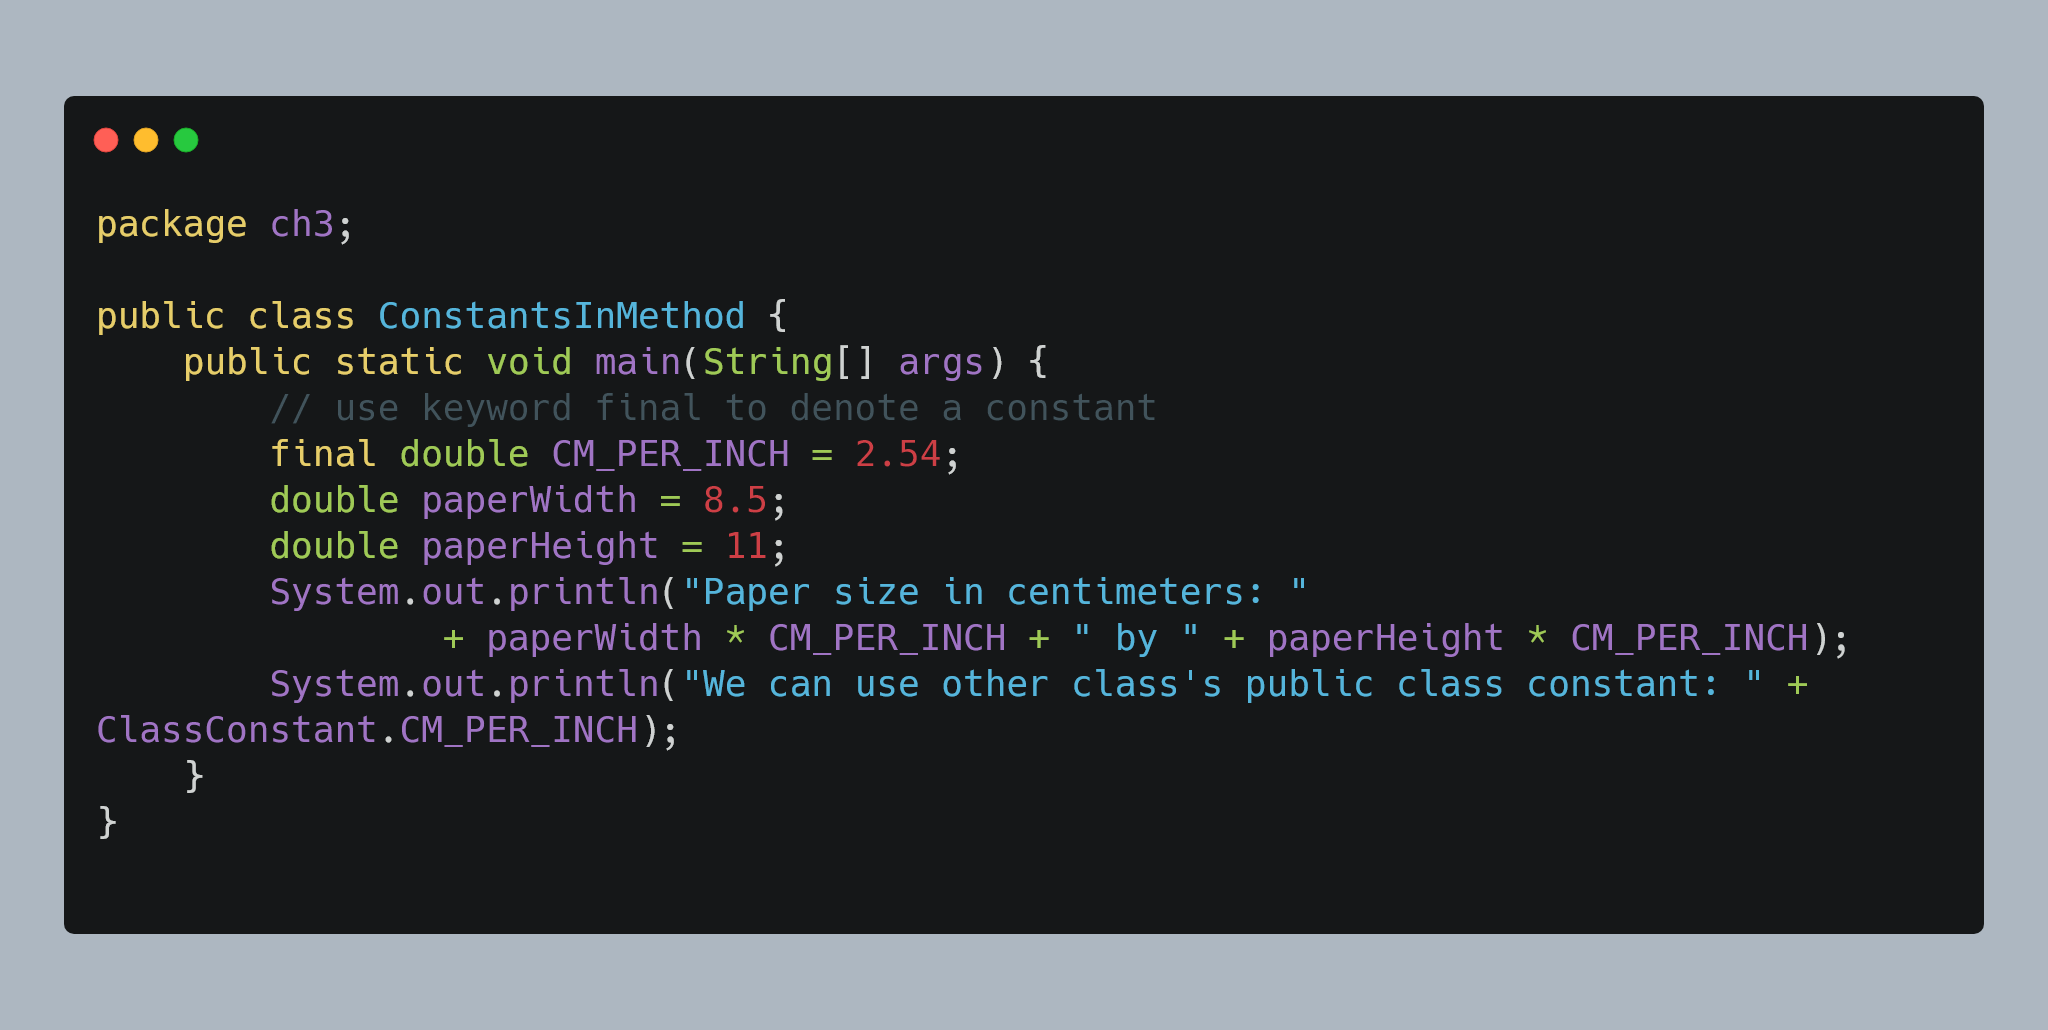 package ch3;

public class ConstantsInMethod {
    public static void main(String[] args) {
        // use keyword final to denote a constant
        final double CM_PER_INCH = 2.54;
        double paperWidth = 8.5;
        double paperHeight = 11;
        System.out.println("Paper size in centimeters: "
                + paperWidth * CM_PER_INCH + " by " + paperHeight * CM_PER_INCH);
        System.out.println("We can use other class's public class constant: " +
ClassConstant.CM_PER_INCH);
    }
}